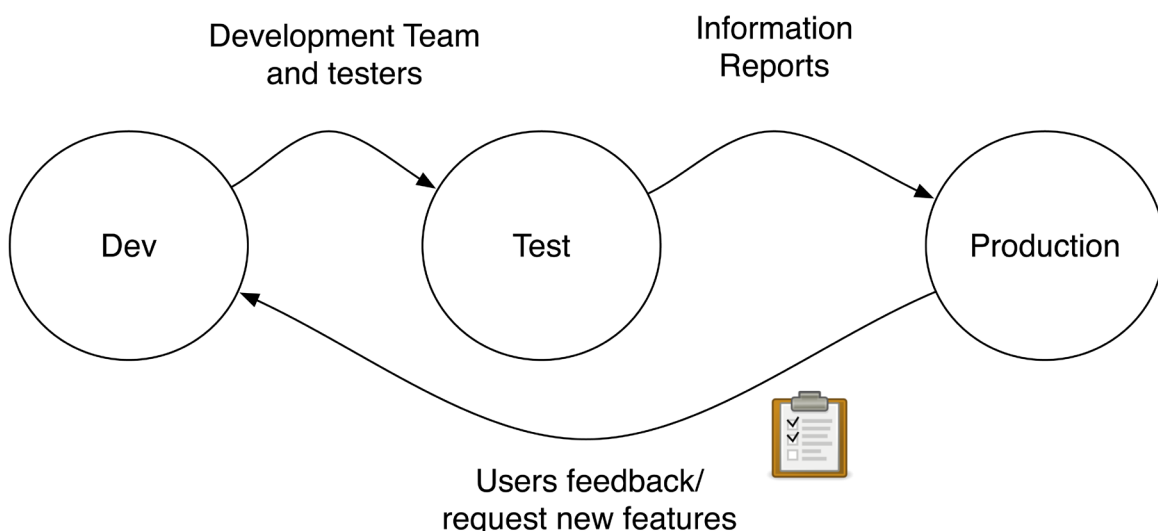 Development Team
and testers
Information
Reports
Dev
Test
Production
Users feedback/
request new features